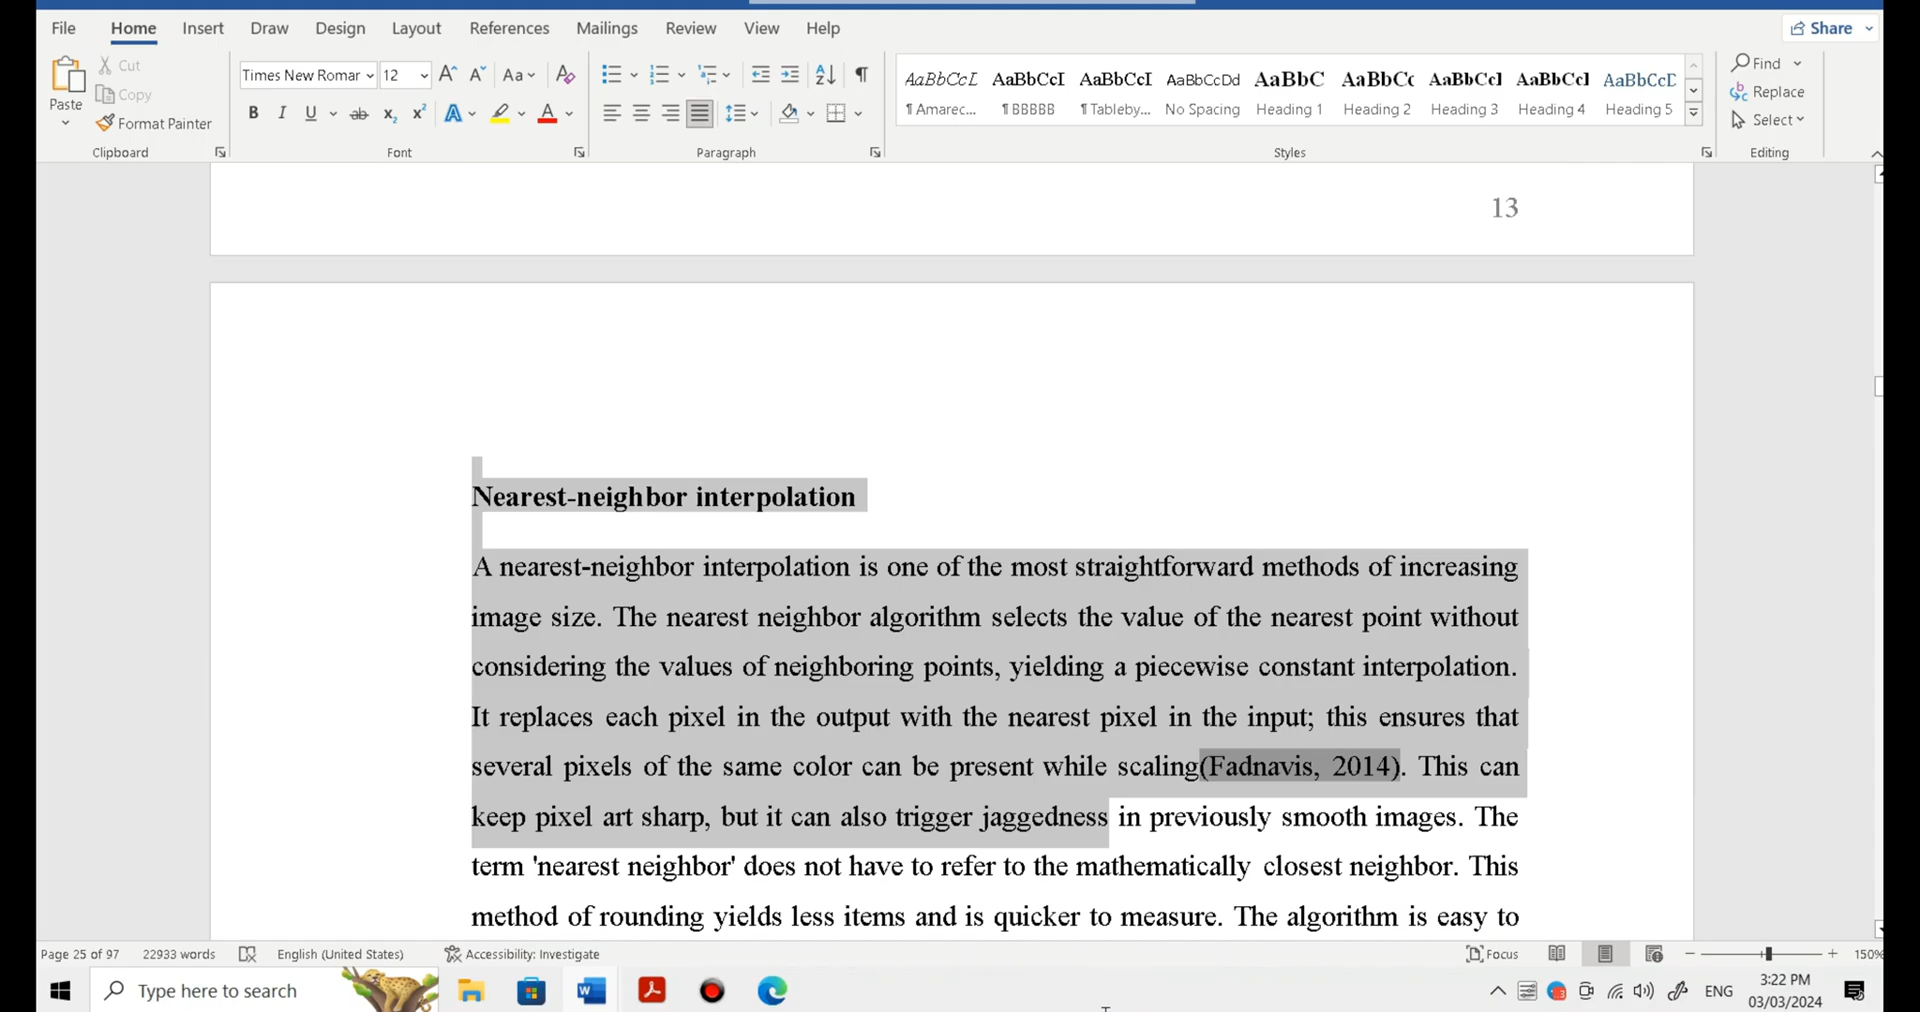 File Home Insert Draw Design Layout References Mailings Review View Help Share
Paste
Cut
Copy
Format Painter
Clipboard
Times New Romar 12
Font
Paragraph
AaBbCcI AaBbCcI AaBbCcI AaBbCcDd AaBbC AaBbCc AaBbCcI AaBbCcI AaBbCcD
¶ Amarec... ¶ BBBBB ¶ Tableby... No Spacing Heading 1 Heading 2 Heading 3 Heading 4 Heading 5
Styles
Find
Replace
Select
Editing
13
Nearest-neighbor interpolation
A nearest-neighbor interpolation is one of the most straightforward methods of increasing
image size. The nearest neighbor algorithm selects the value of the nearest point without
considering the values of neighboring points, yielding a piecewise constant interpolation.
It replaces each pixel in the output with the nearest pixel in the input; this ensures that
several pixels of the same color can be present while scaling(Fadnavis, 2014). This can
keep pixel art sharp, but it can also trigger jaggedness in previously smooth images. The
term 'nearest neighbor' does not have to refer to the mathematically closest neighbor. This
method of rounding yields less items and is quicker to measure. The algorithm is easy to
Page 25 of 97 22933 words English (United States) Accessibility: Investigate Focus 150%
Type here to search
ENG
3:22 PM
03/03/2024